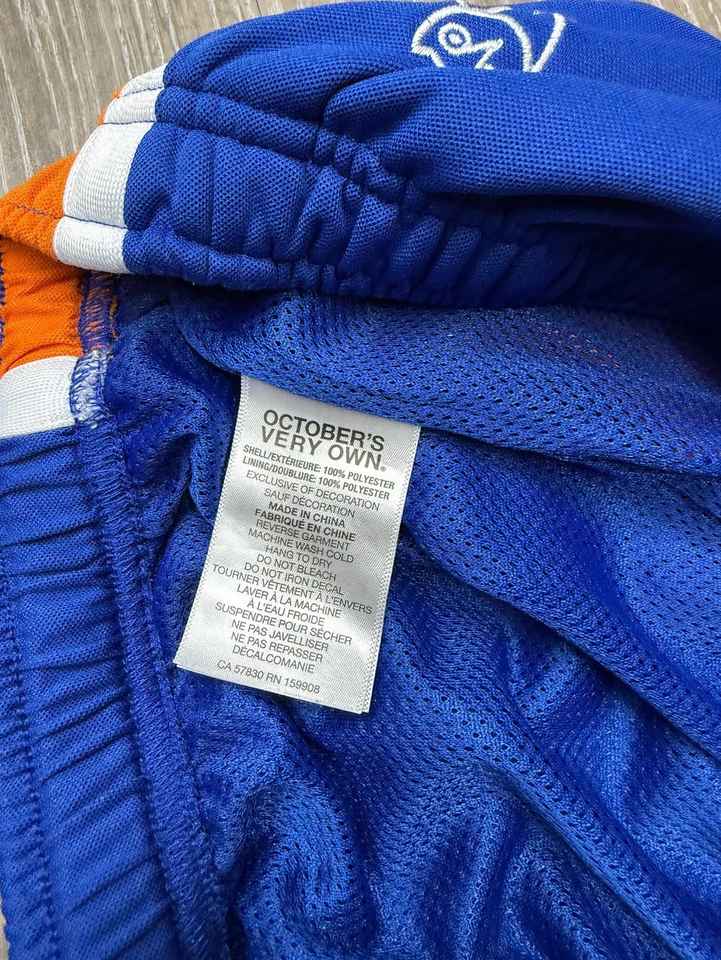 OCTOBER'S
VERY OWN®
SHELL/EXTÉRIEURE: 100% POLYESTER
LINING/DOUBLURE: 100% POLYESTER
EXCLUSIVE OF DECORATION
SAUF DÉCORATION
MADE IN CHINA
FABRIQUÉ EN CHINE
REVERSE GARMENT
MACHINE WASH COLD
HANG TO DRY
DO NOT BLEACH
DO NOT IRON DECAL
TOURNER VÊTEMENT À L'ENVERS
LAVER À LA MACHINE
À L'EAU FROIDE
SUSPENDRE POUR SÉCHER
NE PAS JAVELLISER
NE PAS REPASSER
DÉCALCOMANIE
CA 57830 RN 159908